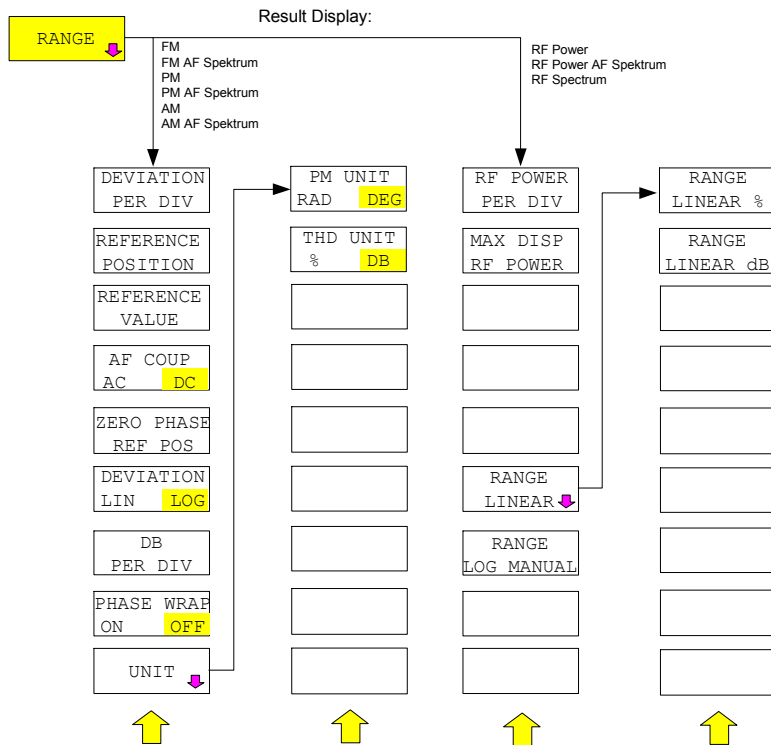 Result Display:
RANGE
FM
FM AF Spektrum
PM
PM AF Spektrum
AM
AM AF Spektrum
RF Power
RF Power AF Spektrum
RF Spectrum
DEVIATION
PER DIV
REFERENCE
POSITION
REFERENCE
VALUE
AF COUP
AC DC
ZERO PHASE
REF POS
DEVIATION
LIN LOG
DB
PER DIV
PHASE WRAP
ON OFF
UNIT
PM UNIT
RAD DEG
THD UNIT
% DB
RF POWER
PER DIV
MAX DISP
RF POWER
RANGE
LINEAR
RANGE
LOG MANUAL
RANGE
LINEAR %
RANGE
LINEAR dB